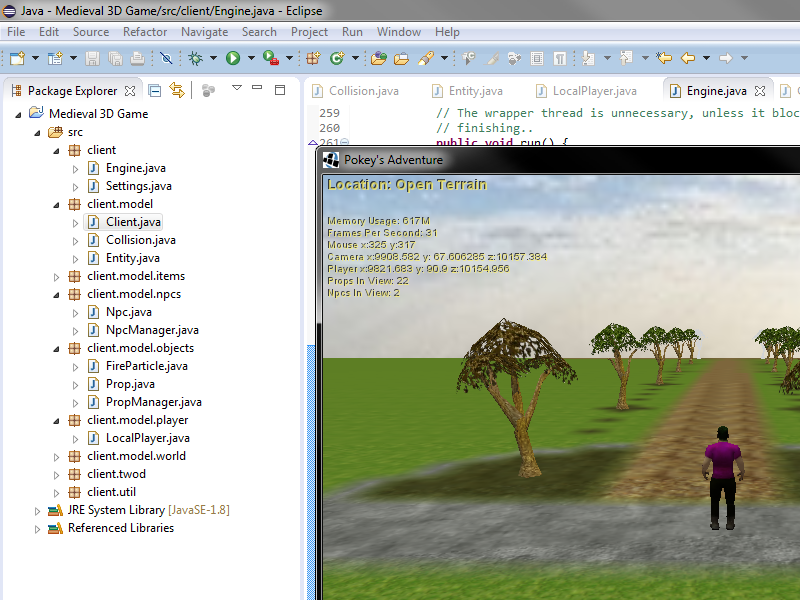 Java - Medieval 3D Game/src/client/Engine.java - Eclipse
File Edit Source Refactor Navigate Search Project Run Window Help
Package Explorer
Medieval 3D Game
src
client
Engine.java
Settings.java
client.model
Client.java
Collision.java
Entity.java
client.model.items
client.model.npcs
Npc.java
NpcManager.java
client.model.objects
FireParticle.java
Prop.java
PropManager.java
client.model.player
LocalPlayer.java
client.model.world
client.twod
client.util
JRE System Library [JavaSE-1.8]
Referenced Libraries
Collision.java Entity.java LocalPlayer.java Engine.java
259 // The wrapper thread is unnecessary, unless it bloc
260 // finishing..
261 public void run() {
Pokey's Adventure
Location: Open Terrain
Memory Usage: 617M
Frames Per Second: 31
Mouse x:325 y:317
Camera x:9908.582 y: 67.606285 z:10157.384
Player x:9821.683 y: 90.9 z:10154.956
Props In View: 22
Npcs In View: 2